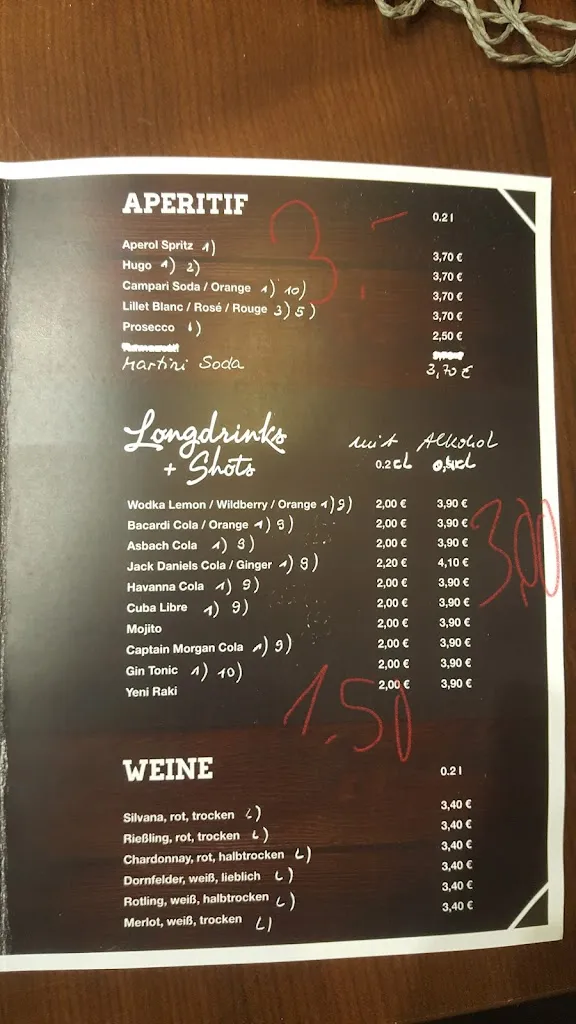 APERITIF 0.2 l
3.-
Aperol Spritz 1) 3,70 €
Hugo 1) 2) 3,70 €
Campari Soda / Orange 1) 10) 3,70 €
Lillet Blanc / Rosé / Rouge 3) 5) 3,70 €
Prosecco 2,50 €
Martini Soda 3,70 €
Longdrinks mit Alkohol
+ Shots 0.2 cl
Wodka Lemon / Wildberry / Orange 1) 9) 2,00 € 3,90 €
Bacardi Cola / Orange 1) 9) 2,00 € 3,90 €
Asbach Cola 1) 9) 2,00 € 3,90 €
3,00
Jack Daniels Cola / Ginger 1) 9) 2,20 € 4,10 €
Havanna Cola 1) 9) 2,00 € 3,90 €
Cuba Libre 1) 9) 2,00 € 3,90 €
Mojito 2,00 € 3,90 €
Captain Morgan Cola 1) 9) 2,00 € 3,90 €
Gin Tonic 1) 10) 2,00 € 3,90 €
Yeni Raki 2,00 € 3,90 €
1.50
WEINE 0.2 l
Silvana, rot, trocken 3,40 €
Rießling, rot, trocken 3,40 €
Chardonnay, rot, halbtrocken 3,40 €
Dornfelder, weiß, lieblich 3,40 €
Rotling, weiß, halbtrocken 3,40 €
Merlot, weiß, trocken 3,40 €